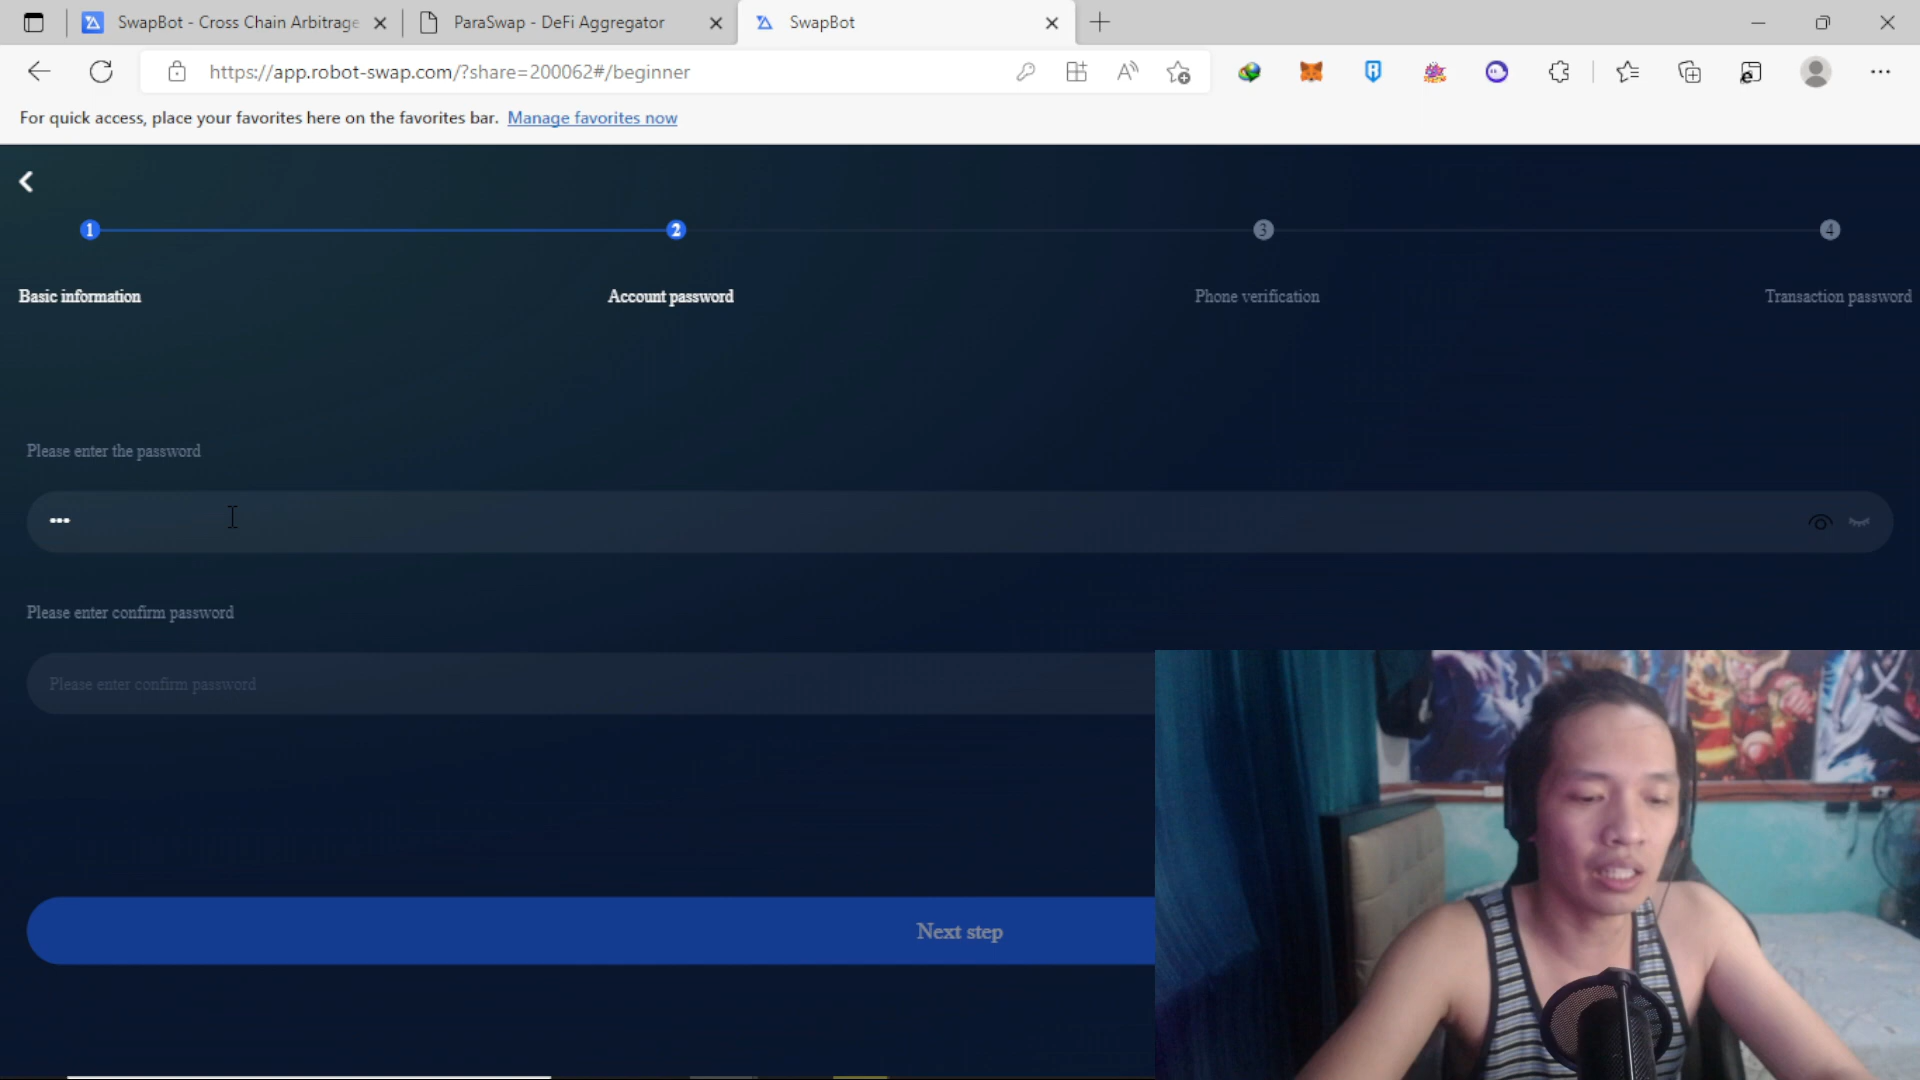 SwapBot - Cross Chain Arbitrage
ParaSwap - DeFi Aggregator
SwapBot
https://app.robot-swap.com/?share=200062#/beginner
For quick access, place your favorites here on the favorites bar. Manage favorites now
1
2
3
4
Basic information
Account password
Phone verification
Transaction password
Please enter the password
Please enter confirm password
Please enter confirm password
Next step